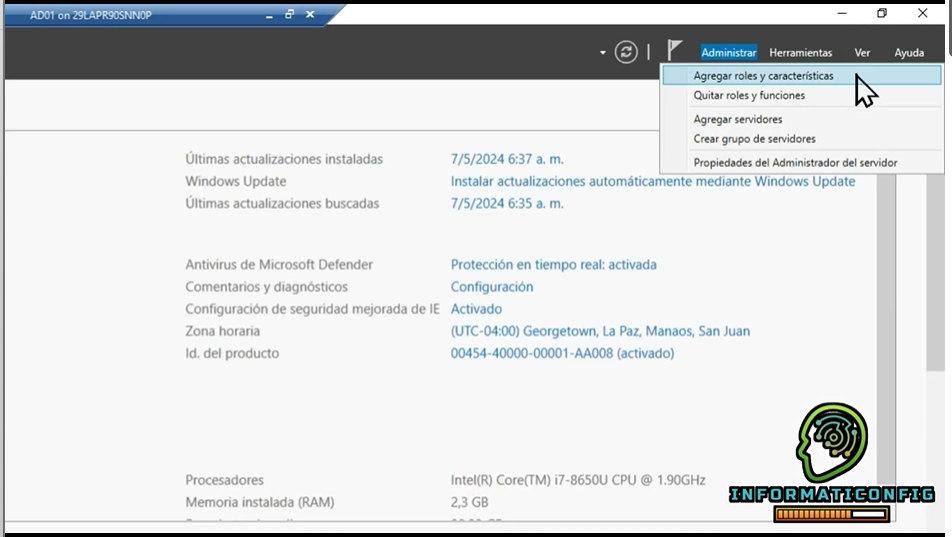 AD01 on 29LAPR90SNN0P
Administrar Herramientas Ver Ayuda
Agregar roles y características
Quitar roles y funciones
Agregar servidores
Crear grupo de servidores
Propiedades del Administrador del servidor
Últimas actualizaciones instaladas 7/5/2024 6:37 a. m.
Windows Update Instalar actualizaciones automáticamente mediante Windows Update
Últimas actualizaciones buscadas 7/5/2024 6:35 a. m.
Antivirus de Microsoft Defender Protección en tiempo real: activada
Comentarios y diagnósticos Configuración
Configuración de seguridad mejorada de IE Activado
Zona horaria (UTC-04:00) Georgetown, La Paz, Manaos, San Juan
Id. del producto 00454-40000-00001-AA008 (activado)
Procesadores Intel(R) Core(TM) i7-8650U CPU @ 1.90GHz
Memoria instalada (RAM) 2,3 GB
INFORMATICONFIG